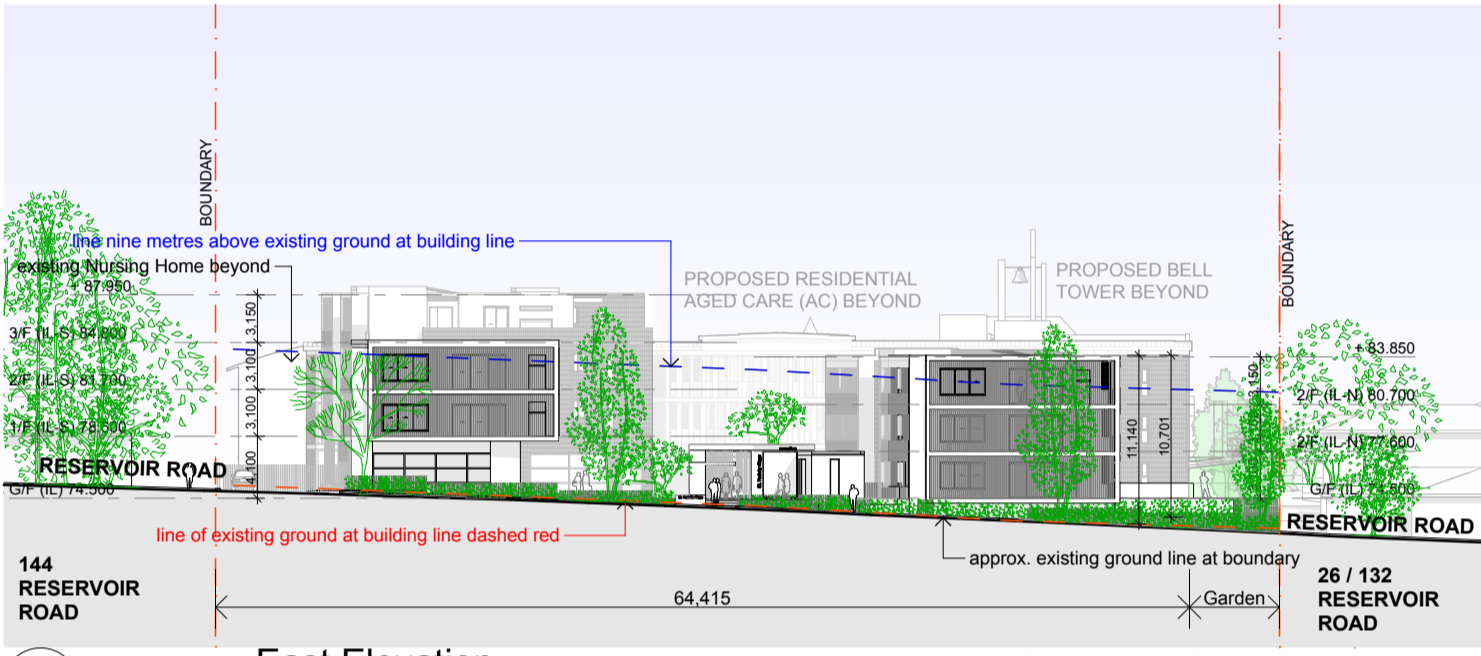 BOUNDARY
line nine metres above existing ground at building line
existing Nursing Home beyond
+ 87.950
3/F (IL-S) 84.800
2/F (IL-S) 81.700
1/F (IL-S) 78.600
RESERVOIR ROAD
G/F (IL) 74.500
3,150
3,100
3,100
4,100
PROPOSED RESIDENTIAL
AGED CARE (AC) BEYOND
PROPOSED BELL
TOWER BEYOND
BOUNDARY
+ 83.850
2/F (IL-N) 80.700
2/F (IL-N) 77.600
G/F (IL)
RESERVOIR ROAD
11,140
10,701
3,150
line of existing ground at building line dashed red
approx. existing ground line at boundary
144
RESERVOIR
ROAD
64,415
Garden
26 / 132
RESERVOIR
ROAD
East Elevation